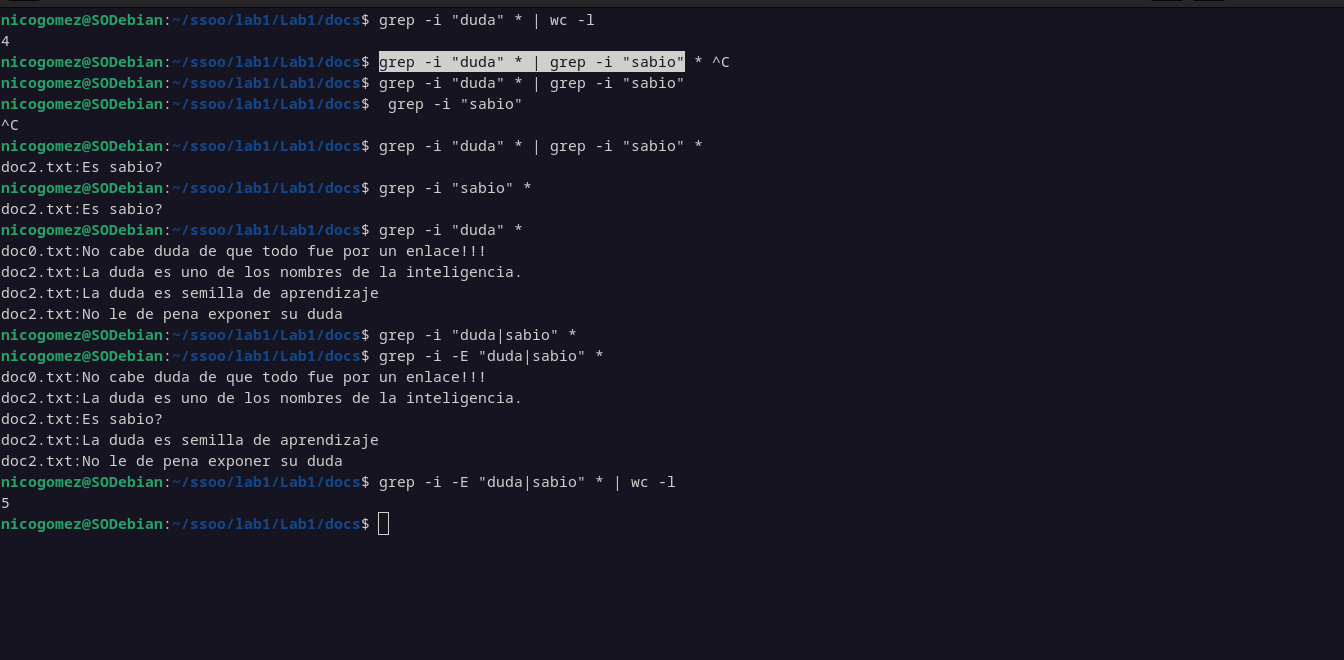 nicogomez@SODebian:~/ssoo/lab1/Lab1/docs$ grep -i "duda" * | wc -l
4
nicogomez@SODebian:~/ssoo/lab1/Lab1/docs$ grep -i "duda" * | grep -i "sabio" * ^C
nicogomez@SODebian:~/ssoo/lab1/Lab1/docs$ grep -i "duda" * | grep -i "sabio"
nicogomez@SODebian:~/ssoo/lab1/Lab1/docs$  grep -i "sabio"
^C
nicogomez@SODebian:~/ssoo/lab1/Lab1/docs$ grep -i "duda" * | grep -i "sabio" *
doc2.txt:Es sabio?
nicogomez@SODebian:~/ssoo/lab1/Lab1/docs$ grep -i "sabio" *
doc2.txt:Es sabio?
nicogomez@SODebian:~/ssoo/lab1/Lab1/docs$ grep -i "duda" *
doc0.txt:No cabe duda de que todo fue por un enlace!!!
doc2.txt:La duda es uno de los nombres de la inteligencia.
doc2.txt:La duda es semilla de aprendizaje
doc2.txt:No le de pena exponer su duda
nicogomez@SODebian:~/ssoo/lab1/Lab1/docs$ grep -i "duda|sabio" *
nicogomez@SODebian:~/ssoo/lab1/Lab1/docs$ grep -i -E "duda|sabio" *
doc0.txt:No cabe duda de que todo fue por un enlace!!!
doc2.txt:La duda es uno de los nombres de la inteligencia.
doc2.txt:Es sabio?
doc2.txt:La duda es semilla de aprendizaje
doc2.txt:No le de pena exponer su duda
nicogomez@SODebian:~/ssoo/lab1/Lab1/docs$ grep -i -E "duda|sabio" * | wc -l
5
nicogomez@SODebian:~/ssoo/lab1/Lab1/docs$